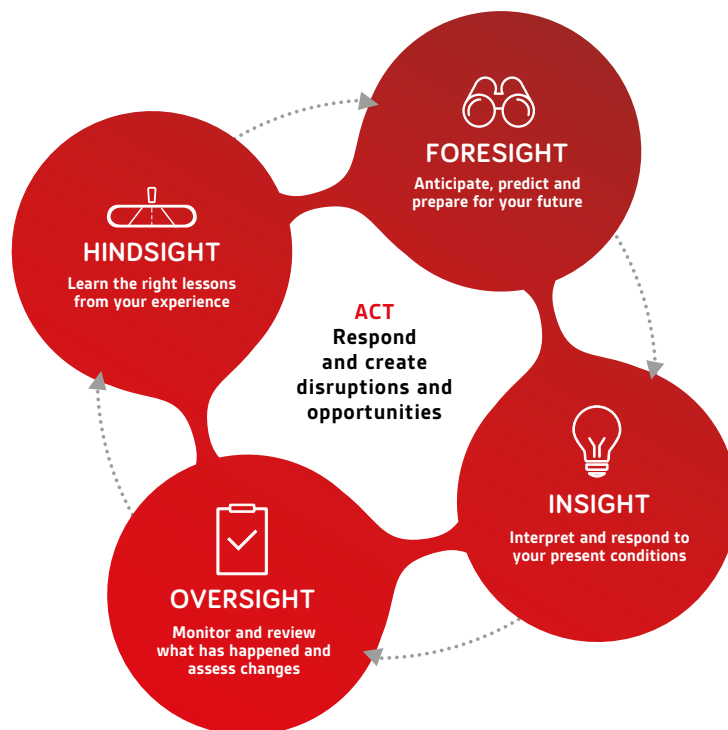 FORESIGHT
Anticipate, predict and
prepare for your future
HINDSIGHT
Learn the right lessons
from your experience
ACT
Respond
and create
disruptions and
opportunities
INSIGHT
Interpret and respond to
your present conditions
OVERSIGHT
Monitor and review
what has happened and
assess changes